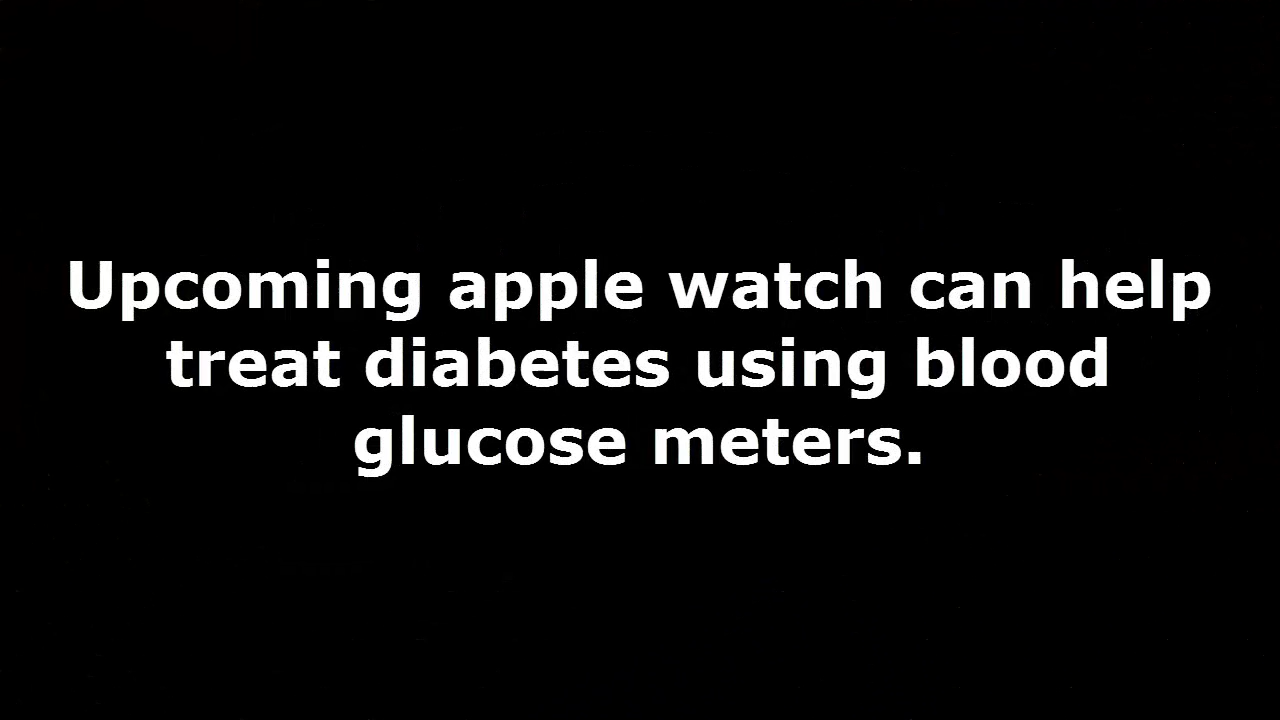 Upcoming apple watch can help
treat diabetes using blood
glucose meters.